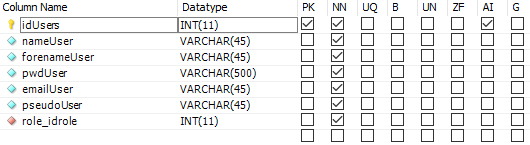 Column Name Datatype PK NN UQ B UN ZF AI G
idUsers INT(11)
nameUser VARCHAR(45)
forenameUser VARCHAR(45)
pwdUser VARCHAR(500)
emailUser VARCHAR(45)
pseudoUser VARCHAR(45)
role_idrole INT(11)